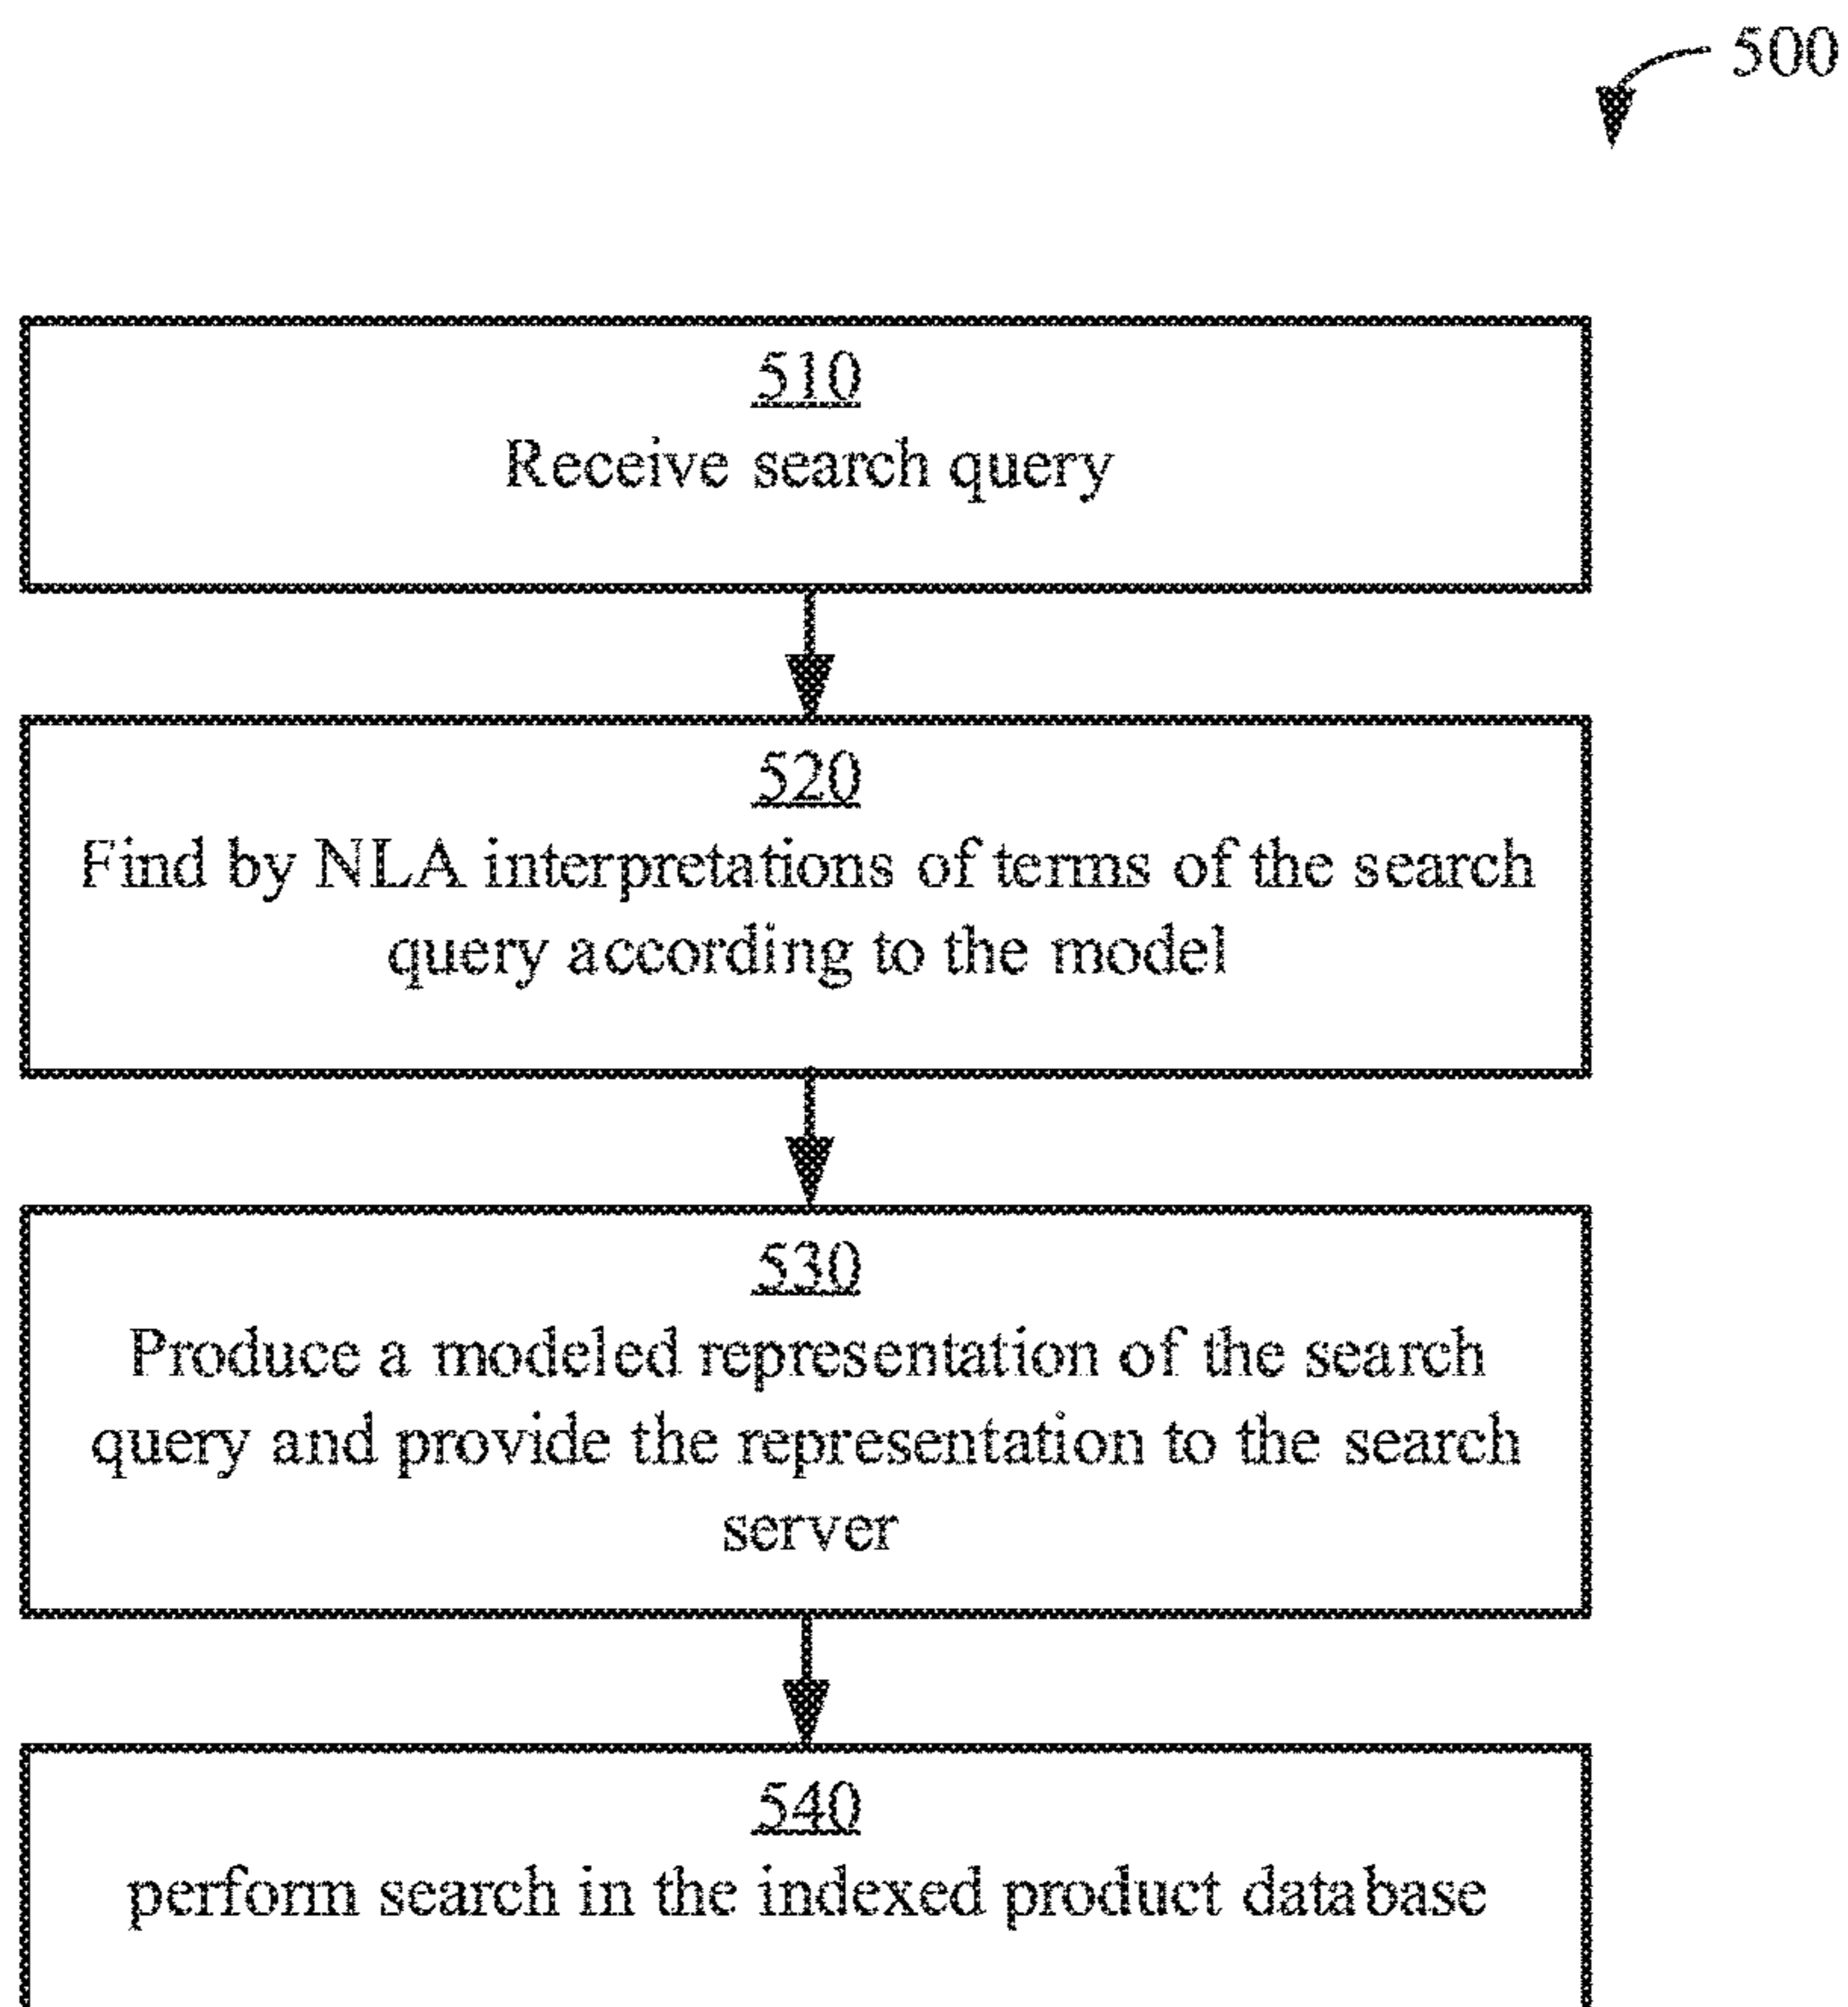 500
510
Receive search query
520
Find by NLA interpretations of terms of the search
query according to the model
530
Produce a modeled representation of the search
query and provide the representation to the search
server
540
perform search in the indexed product database